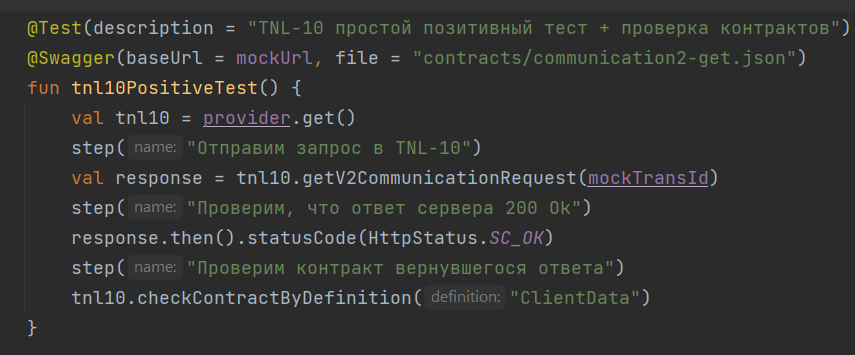 @Test(description = "TNL-10 простой позитивный тест + проверка контрактов")
@Swagger(baseUrl = mockUrl, file = "contracts/communication2-get.json")
fun tnl10PositiveTest() {
    val tnl10 = provider.get()
    step( name: "Отправим запрос в TNL-10")
    val response = tnl10.getV2CommunicationRequest(mockTransId)
    step( name: "Проверим, что ответ сервера 200 Ok")
    response.then().statusCode(HttpStatus.SC_OK)
    step( name: "Проверим контракт вернувшегося ответа")
    tnl10.checkContractByDefinition( definition: "ClientData")
}